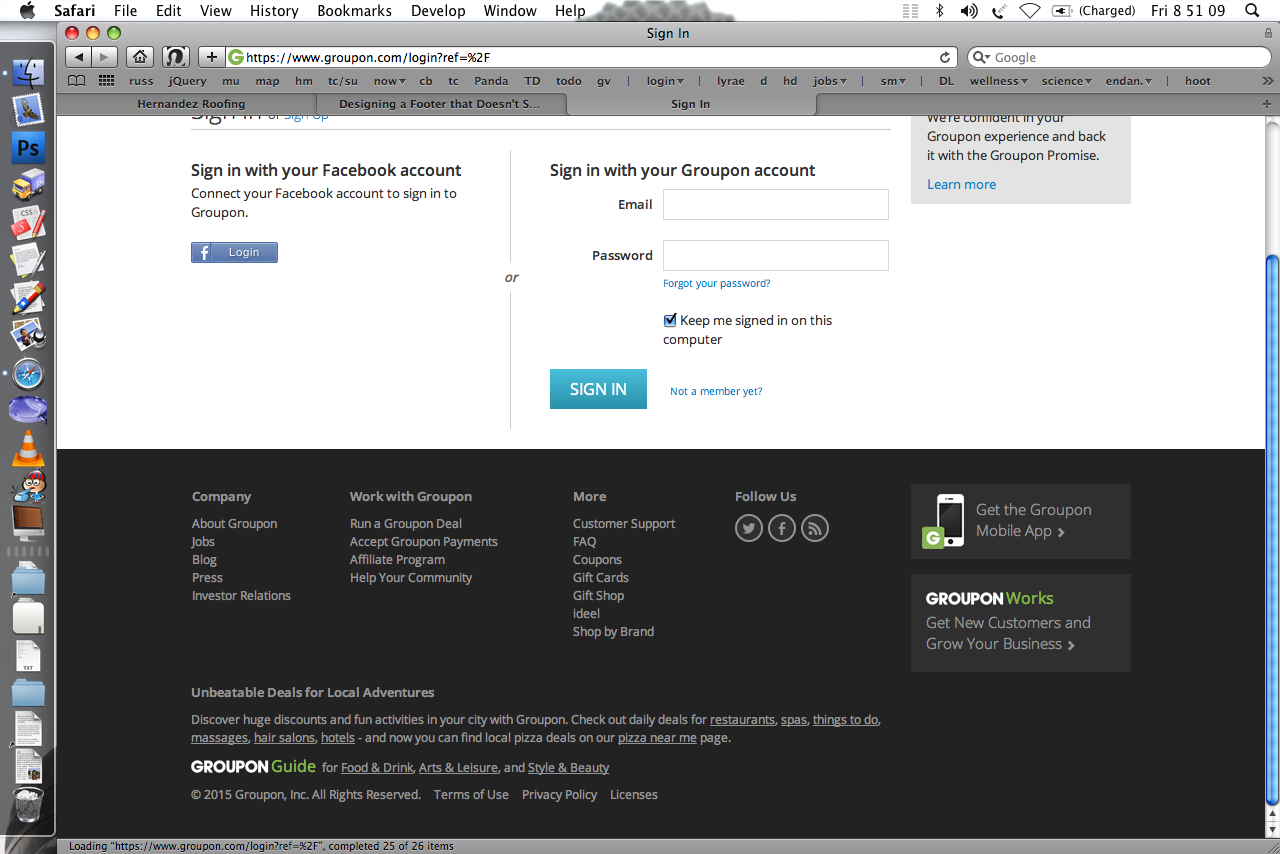 Safari File Edit View History Bookmarks Develop Window Help (Charged) Fri 8 51 09
Sign In
https://www.groupon.com/login?ref=%2F
Google
russ jQuery mu map hm tc/su now cb tc Panda TD todo gv | login | lyrae d hd jobs | sm | DL wellness science endan. | hoot
Hernandez Roofing Designing a Footer that Doesn't S... Sign In
Sign In or Sign Up
We're confident in your
Groupon experience and back
it with the Groupon Promise.
Learn more
Sign in with your Facebook account
Connect your Facebook account to sign in to
Groupon.
f Login
or
Sign in with your Groupon account
Email
Password
Forgot your password?
Keep me signed in on this
computer
SIGN IN
Not a member yet?
Company
About Groupon
Jobs
Blog
Press
Investor Relations
Work with Groupon
Run a Groupon Deal
Accept Groupon Payments
Affiliate Program
Help Your Community
More
Customer Support
FAQ
Coupons
Gift Cards
Gift Shop
ideel
Shop by Brand
Follow Us
G
Get the Groupon
Mobile App
GROUPON Works
Get New Customers and
Grow Your Business
Unbeatable Deals for Local Adventures
Discover huge discounts and fun activities in your city with Groupon. Check out daily deals for restaurants, spas, things to do,
massages, hair salons, hotels - and now you can find local pizza deals on our pizza near me page.
GROUPON Guide for Food & Drink, Arts & Leisure, and Style & Beauty
© 2015 Groupon, Inc. All Rights Reserved. Terms of Use Privacy Policy Licenses
Loading "https://www.groupon.com/login?ref=%2F", completed 25 of 26 items
Ps
CSS
TXT